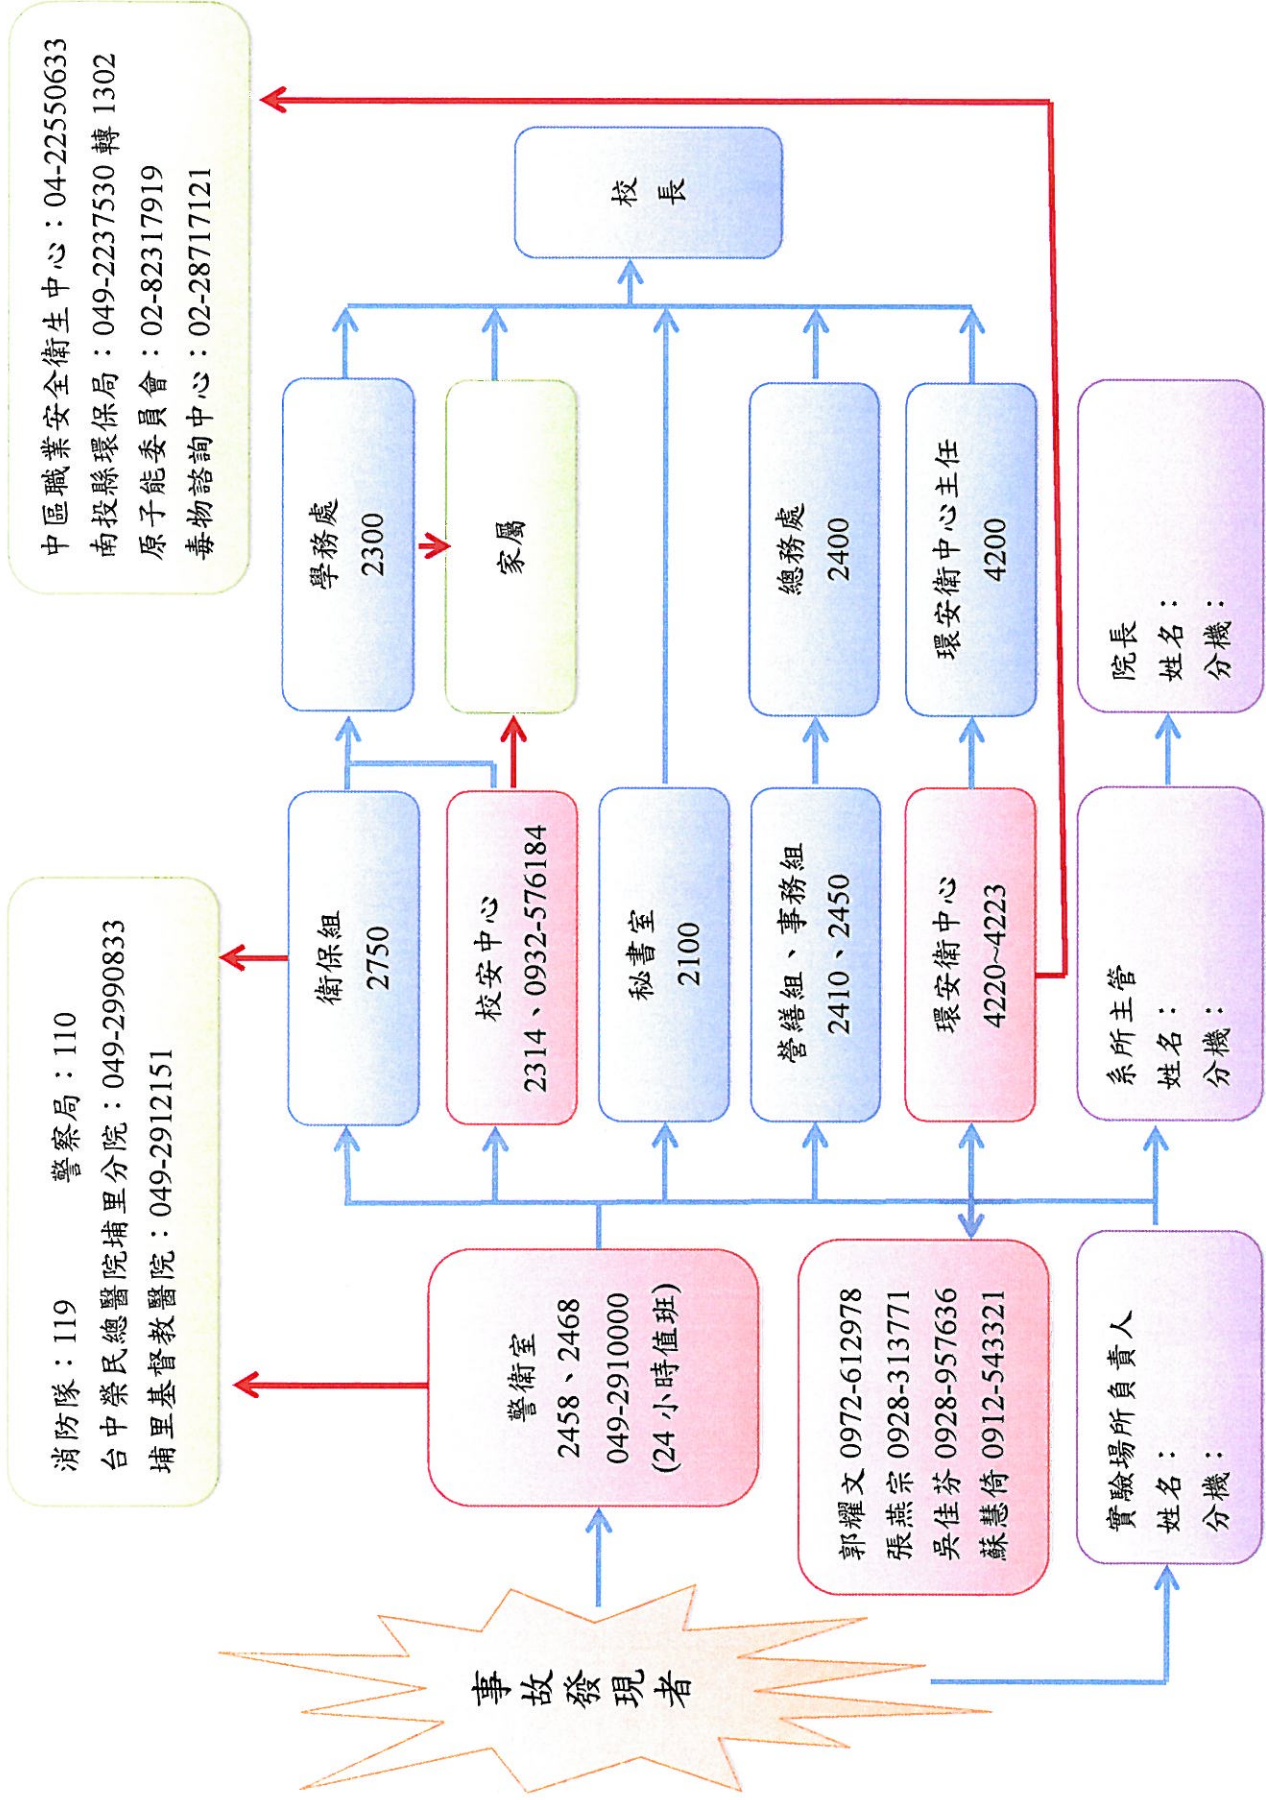 消防隊：119 警察局：110
台中榮民總醫院埔里分院：049-2990833
埔里基督教醫院：049-2912151
中區職業安全衛生中心：04-22550633
南投縣環保局：049-2237530 轉 1302
原子能委員會：02-82317919
毒物諮詢中心：02-28717121
事故發現者
警衛室
2458、2468
049-2910000
(24 小時值班)
郭耀文 0972-612978
張燕宗 0928-313771
吳佳芬 0928-957636
蘇慧倚 0912-543321
實驗場所負責人
姓名：
分機：
衛保組
2750
校安中心
2314、0932-576184
秘書室
2100
營繕組、事務組
2410、2450
環安衛中心
4220~4223
系所主管
姓名：
分機：
學務處
2300
家屬
總務處
2400
環安衛中心主任
4200
院長
姓名：
分機：
校
長